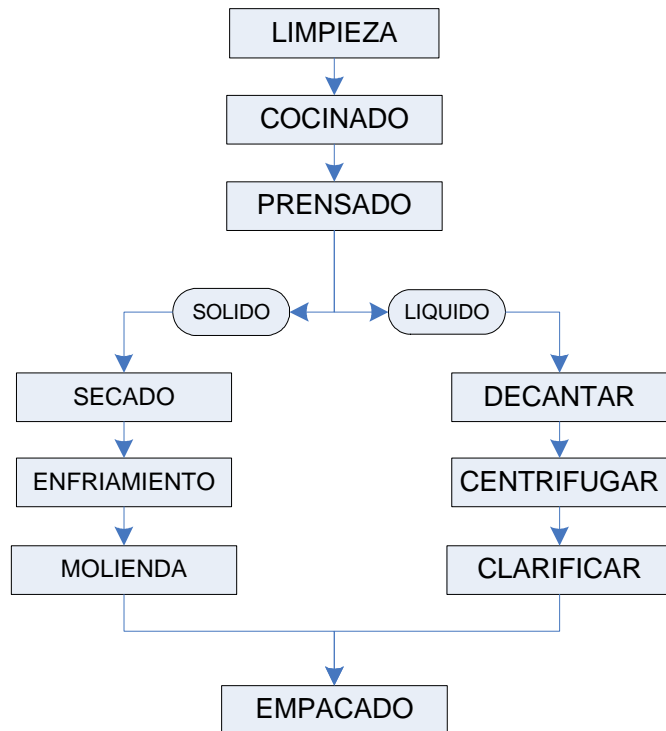 LIMPIEZA
COCINADO
PRENSADO
SOLIDO
LIQUIDO
SECADO
DECANTAR
ENFRIAMIENTO
CENTRIFUGAR
MOLIENDA
CLARIFICAR
EMPACADO